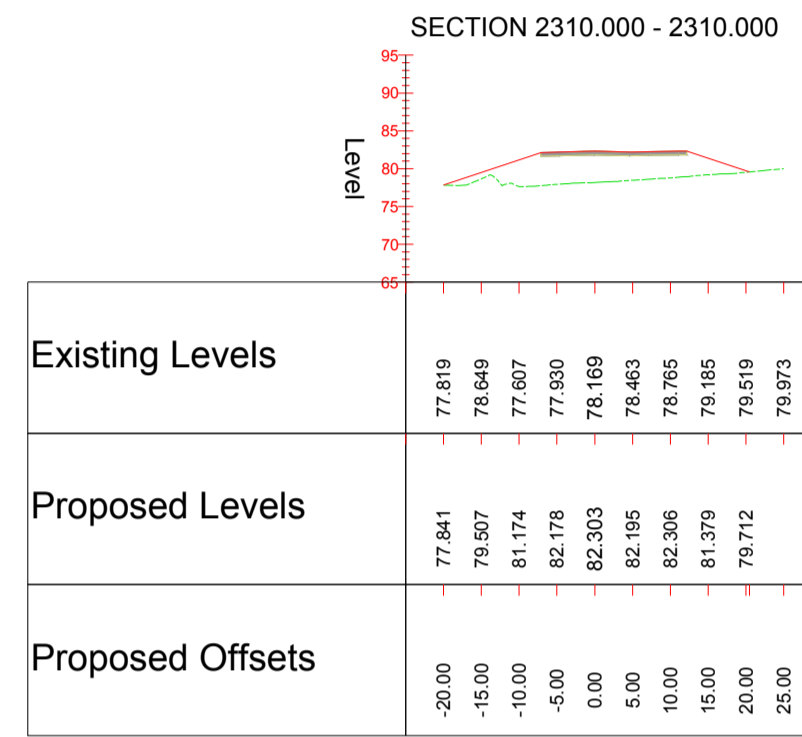 SECTION 2310.000 - 2310.000
95
90
85
80
75
70
65
Level
Existing Levels
77.819 78.649 77.607 77.930 78.169 78.463 78.765 79.185 79.519 79.973
Proposed Levels
77.841 79.507 81.174 82.178 82.303 82.195 82.306 81.379 79.712
Proposed Offsets
-20.00 -15.00 -10.00 -5.00 0.00 5.00 10.00 15.00 20.00 25.00